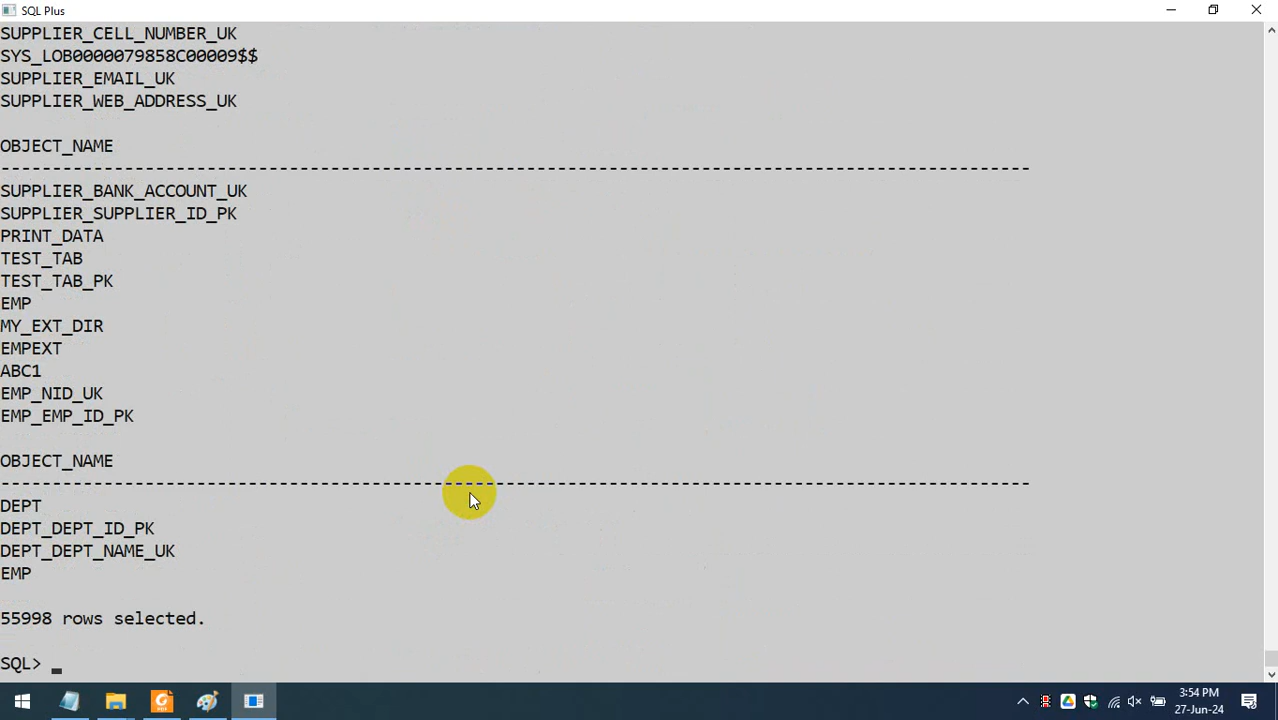 SQL Plus
SUPPLIER_CELL_NUMBER_UK
SYS_LOB0000079858C00009$$
SUPPLIER_EMAIL_UK
SUPPLIER_WEB_ADDRESS_UK
OBJECT_NAME
----------------------------------------------------------------------------------------------------
SUPPLIER_BANK_ACCOUNT_UK
SUPPLIER_SUPPLIER_ID_PK
PRINT_DATA
TEST_TAB
TEST_TAB_PK
EMP
MY_EXT_DIR
EMPEXT
ABC1
EMP_NID_UK
EMP_EMP_ID_PK
OBJECT_NAME
----------------------------------------------------------------------------------------------------
DEPT
DEPT_DEPT_ID_PK
DEPT_DEPT_NAME_UK
EMP
55998 rows selected.
SQL> _
3:54 PM
27-Jun-24